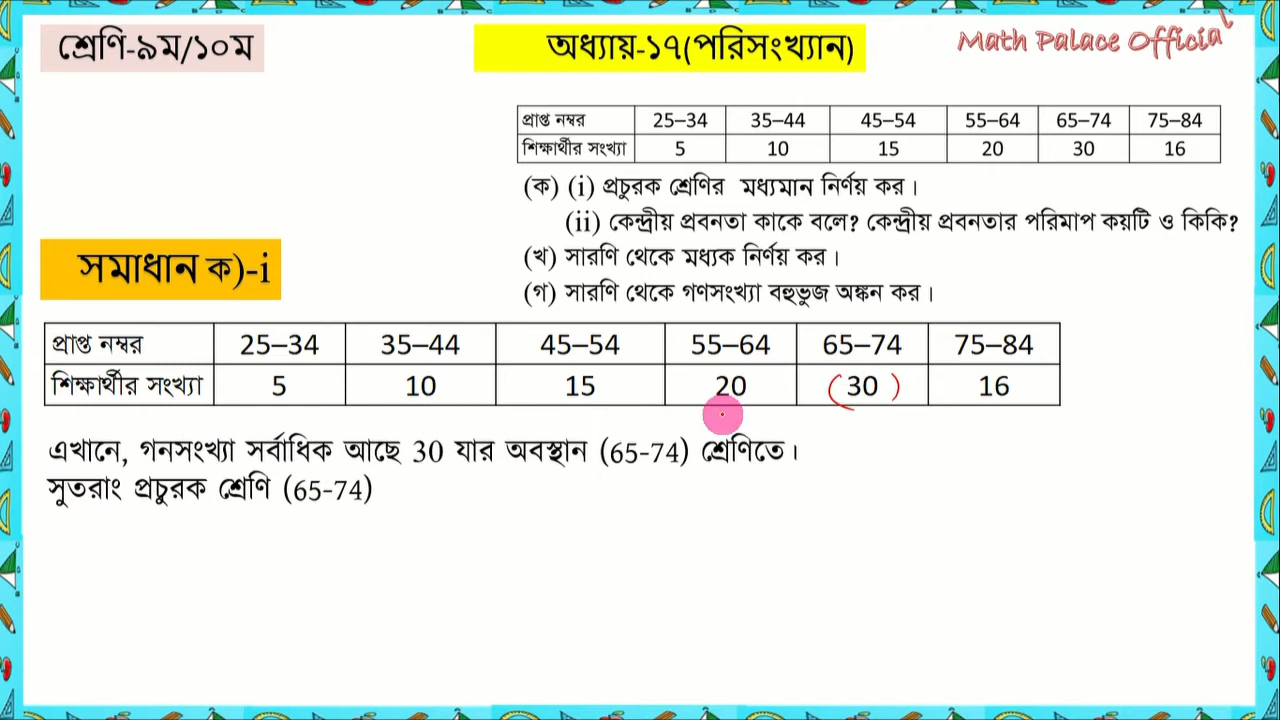 শ্রেণি-৯ম/১০ম
অধ্যায়-১৭(পরিসংখ্যান)
Math Palace Official
প্রাপ্ত নম্বর 25–34 35–44 45–54 55–64 65–74 75–84
শিক্ষার্থীর সংখ্যা 5 10 15 20 30 16
(ক) (i) প্রচুরক শ্রেণির মধ্যমান নির্ণয় কর।
(ii) কেন্দ্রীয় প্রবনতা কাকে বলে? কেন্দ্রীয় প্রবনতার পরিমাপ কয়টি ও কিকি?
(খ) সারণি থেকে মধ্যক নির্ণয় কর।
(গ) সারণি থেকে গণসংখ্যা বহুভুজ অঙ্কন কর।
সমাধান ক)-i
প্রাপ্ত নম্বর 25–34 35–44 45–54 55–64 65–74 75–84
শিক্ষার্থীর সংখ্যা 5 10 15 20 (30) 16
এখানে, গনসংখ্যা সর্বাধিক আছে 30 যার অবস্থান (65-74) শ্রেণিতে।
সুতরাং প্রচুরক শ্রেণি (65-74)